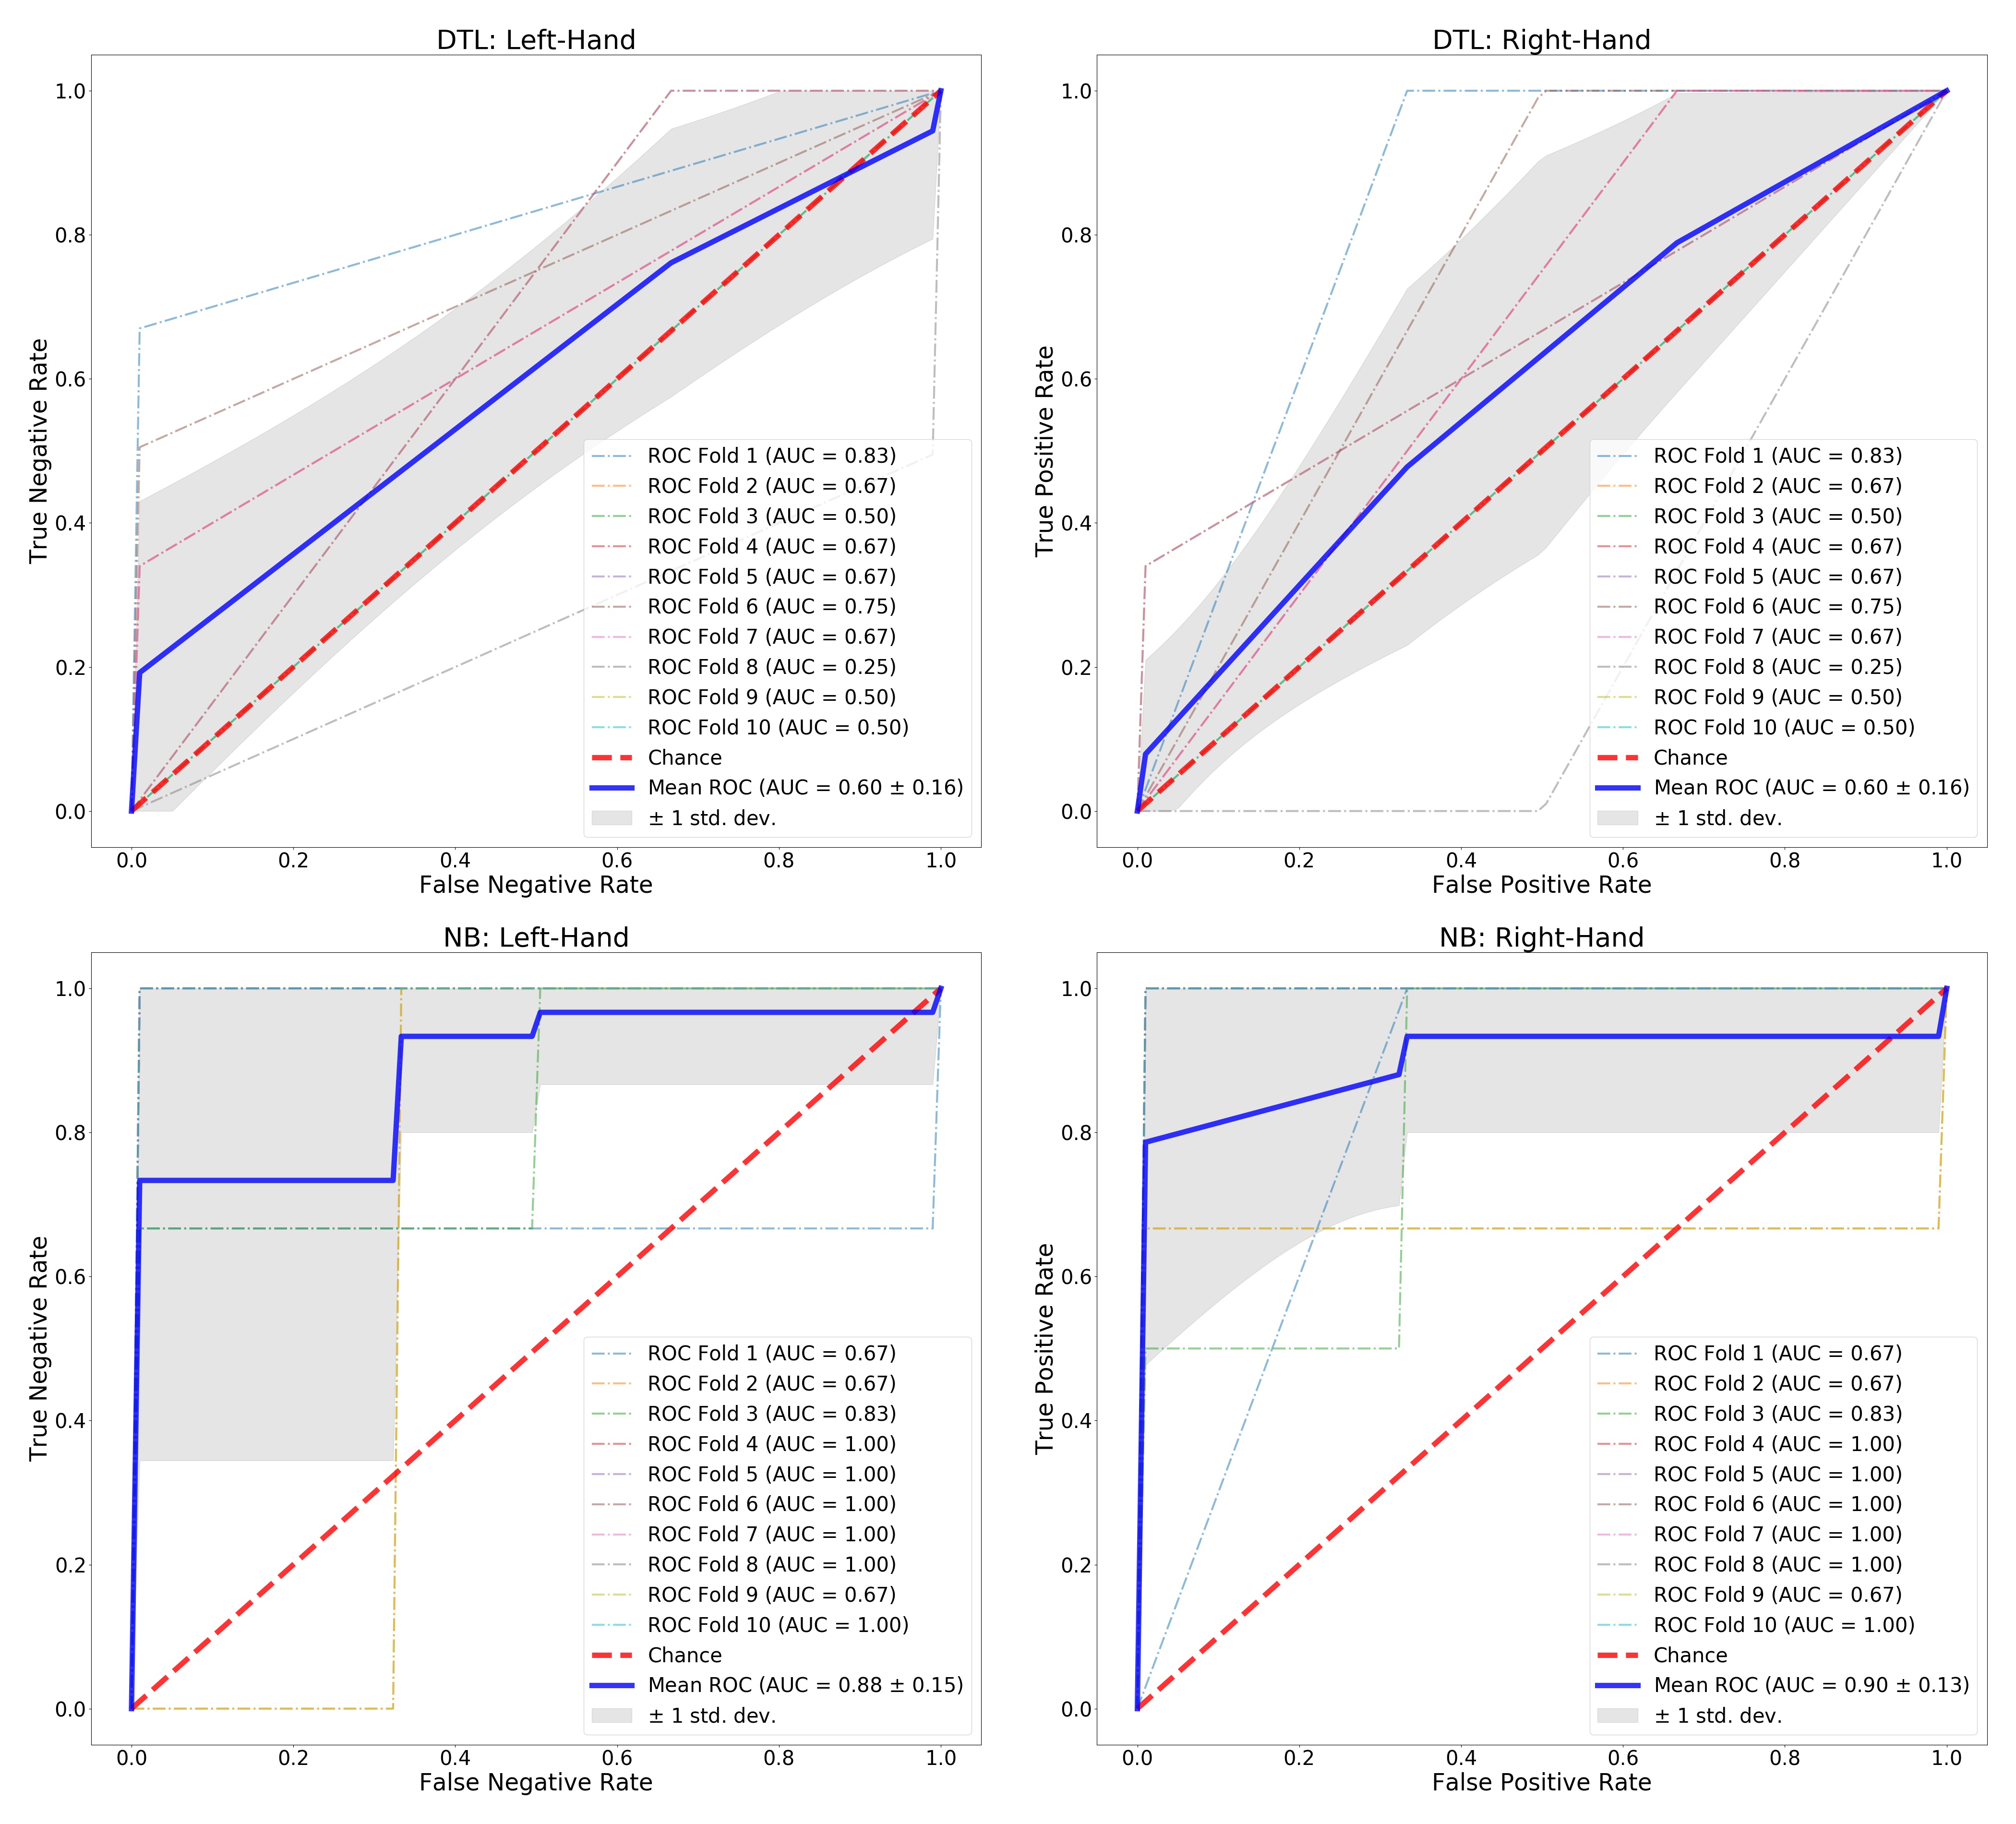 DTL: Left-Hand
True Negative Rate
1.0
0.8
0.6
0.4
0.2
0.0
ROC Fold 1 (AUC = 0.83)
ROC Fold 2 (AUC = 0.67)
ROC Fold 3 (AUC = 0.50)
ROC Fold 4 (AUC = 0.67)
ROC Fold 5 (AUC = 0.67)
ROC Fold 6 (AUC = 0.75)
ROC Fold 7 (AUC = 0.67)
ROC Fold 8 (AUC = 0.25)
ROC Fold 9 (AUC = 0.50)
ROC Fold 10 (AUC = 0.50)
Chance
Mean ROC (AUC = 0.60 ± 0.16)
± 1 std. dev.
0.0 0.2 0.4 0.6 0.8 1.0
False Negative Rate
DTL: Right-Hand
True Positive Rate
1.0
0.8
0.6
0.4
0.2
0.0
ROC Fold 1 (AUC = 0.83)
ROC Fold 2 (AUC = 0.67)
ROC Fold 3 (AUC = 0.50)
ROC Fold 4 (AUC = 0.67)
ROC Fold 5 (AUC = 0.67)
ROC Fold 6 (AUC = 0.75)
ROC Fold 7 (AUC = 0.67)
ROC Fold 8 (AUC = 0.25)
ROC Fold 9 (AUC = 0.50)
ROC Fold 10 (AUC = 0.50)
Chance
Mean ROC (AUC = 0.60 ± 0.16)
± 1 std. dev.
0.0 0.2 0.4 0.6 0.8 1.0
False Positive Rate
NB: Left-Hand
True Negative Rate
1.0
0.8
0.6
0.4
0.2
0.0
ROC Fold 1 (AUC = 0.67)
ROC Fold 2 (AUC = 0.67)
ROC Fold 3 (AUC = 0.83)
ROC Fold 4 (AUC = 1.00)
ROC Fold 5 (AUC = 1.00)
ROC Fold 6 (AUC = 1.00)
ROC Fold 7 (AUC = 1.00)
ROC Fold 8 (AUC = 1.00)
ROC Fold 9 (AUC = 0.67)
ROC Fold 10 (AUC = 1.00)
Chance
Mean ROC (AUC = 0.88 ± 0.15)
± 1 std. dev.
0.0 0.2 0.4 0.6 0.8 1.0
False Negative Rate
NB: Right-Hand
True Positive Rate
1.0
0.8
0.6
0.4
0.2
0.0
ROC Fold 1 (AUC = 0.67)
ROC Fold 2 (AUC = 0.67)
ROC Fold 3 (AUC = 0.83)
ROC Fold 4 (AUC = 1.00)
ROC Fold 5 (AUC = 1.00)
ROC Fold 6 (AUC = 1.00)
ROC Fold 7 (AUC = 1.00)
ROC Fold 8 (AUC = 1.00)
ROC Fold 9 (AUC = 0.67)
ROC Fold 10 (AUC = 1.00)
Chance
Mean ROC (AUC = 0.90 ± 0.13)
± 1 std. dev.
0.0 0.2 0.4 0.6 0.8 1.0
False Positive Rate